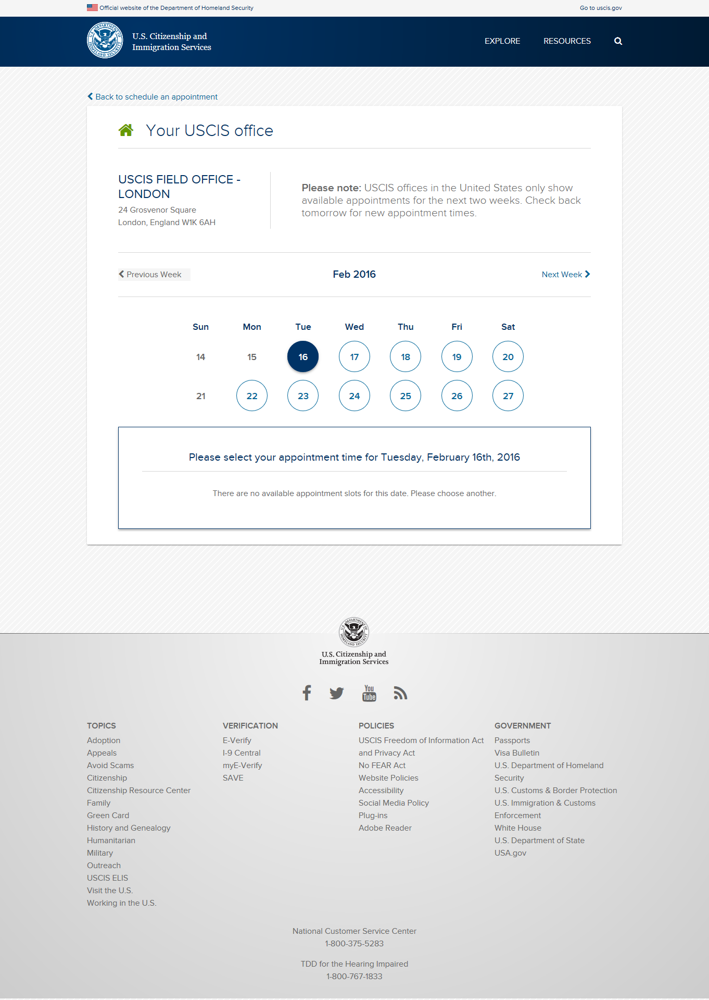 Official website of the Department of Homeland Security
Go to uscis.gov
U.S. Citizenship and
Immigration Services
EXPLORE
RESOURCES
Back to schedule an appointment
Your USCIS office
USCIS FIELD OFFICE -
LONDON
24 Grosvenor Square
London, England W1K 6AH
Please note: USCIS offices in the United States only show
available appointments for the next two weeks. Check back
tomorrow for new appointment times.
Previous Week
Feb 2016
Next Week
Sun Mon Tue Wed Thu Fri Sat
14 15 16 17 18 19 20
21 22 23 24 25 26 27
Please select your appointment time for Tuesday, February 16th, 2016
There are no available appointment slots for this date. Please choose another.
U.S. DEPARTMENT OF HOMELAND SECURITY
U.S. Citizenship and
Immigration Services
You
Tube
TOPICS
Adoption
Appeals
Avoid Scams
Citizenship
Citizenship Resource Center
Family
Green Card
History and Genealogy
Humanitarian
Military
Outreach
USCIS ELIS
Visit the U.S.
Working in the U.S.
VERIFICATION
E-Verify
I-9 Central
myE-Verify
SAVE
POLICIES
USCIS Freedom of Information Act
and Privacy Act
No FEAR Act
Website Policies
Accessibility
Social Media Policy
Plug-ins
Adobe Reader
GOVERNMENT
Passports
Visa Bulletin
U.S. Department of Homeland
Security
U.S. Customs & Border Protection
U.S. Immigration & Customs
Enforcement
White House
U.S. Department of State
USA.gov
National Customer Service Center
1-800-375-5283
TDD for the Hearing Impaired
1-800-767-1833